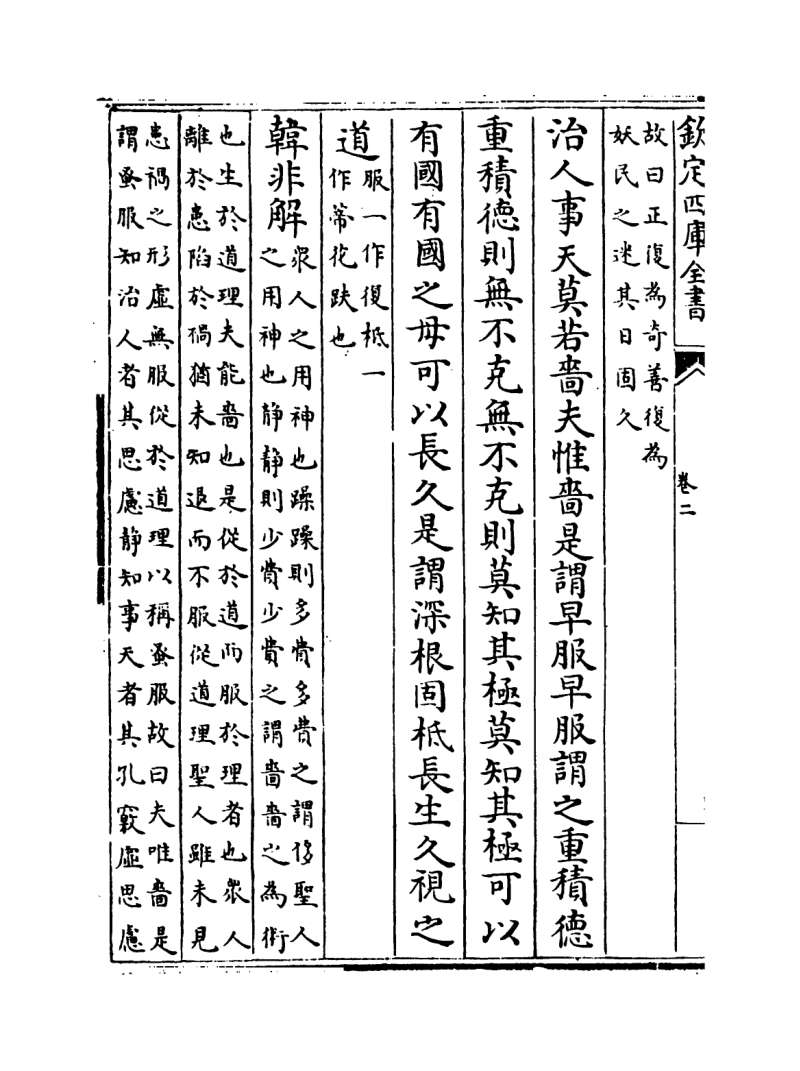 欽定四庫全書
卷二
故曰正復為奇善復為
妖民之迷其日固久
治人事天莫若嗇夫惟嗇是謂早服早服謂之重積德
重積德則無不克無不克則莫知其極莫知其極可以
有國有國之母可以長久是謂深根固柢長生久視之
道
服一作復柢一
作蒂花趺也
韓非解
衆人之用神也躁躁則多費多費之謂侈聖人
之用神也静静則少費少費之謂嗇嗇之為術
也生於道理夫能嗇也是從於道而服於理者也衆人
離於患陷於禍猶未知退而不服從道理聖人雖未見
患禍之形虛無服從於道理以稱蚤服故曰夫唯嗇是
謂蚤服知治人者其思慮静知事天者其孔竅虛思慮